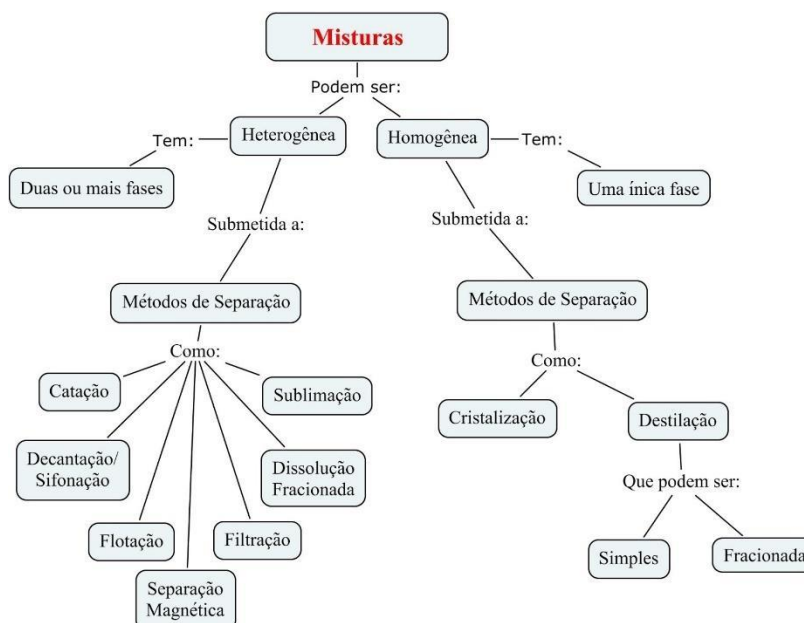 Misturas
Podem ser:
Tem:
Heterogênea
Homogênea
Tem:
Duas ou mais fases
Uma ínica fase
Submetida a:
Submetida a:
Métodos de Separação
Métodos de Separação
Como:
Como:
Catação
Sublimação
Cristalização
Destilação
Decantação/
Sifonação
Dissolução
Fracionada
Que podem ser:
Flotação
Filtração
Simples
Fracionada
Separação
Magnética